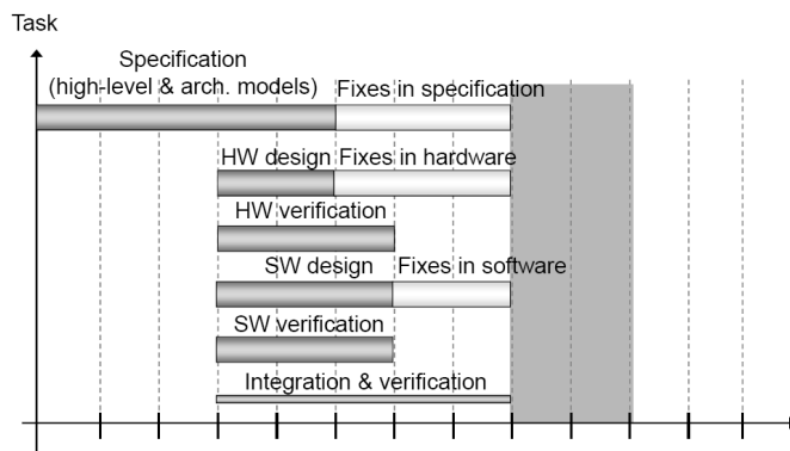 Task
Specification
(high-level & arch. models)
Fixes in specification
HW design
Fixes in hardware
HW verification
SW design
Fixes in software
SW verification
Integration & verification